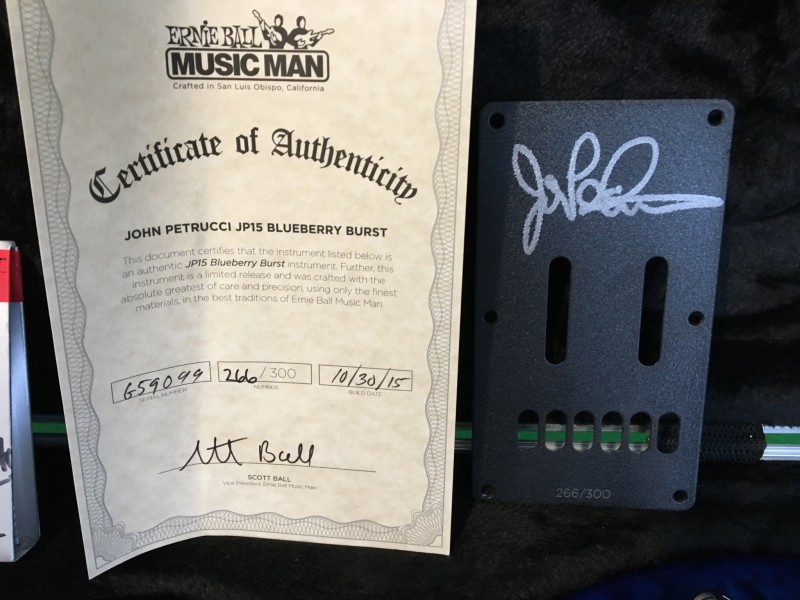 ERNIE BALL
MUSIC MAN
Crafted in San Luis Obispo, California
Certificate of Authenticity
JOHN PETRUCCI JP15 BLUEBERRY BURST
This document certifies that the instrument listed below is
an authentic JP15 Blueberry Burst instrument. Further, this
instrument is a limited release and was crafted with the
absolute greatest of care and precision, using only the finest
materials, in the best traditions of Ernie Ball Music Man.
G59099 266/300 10/30/15
SERIAL NUMBER NUMBER BUILD DATE
SCOTT BALL
Vice President, Ernie Ball Music Man
266/300